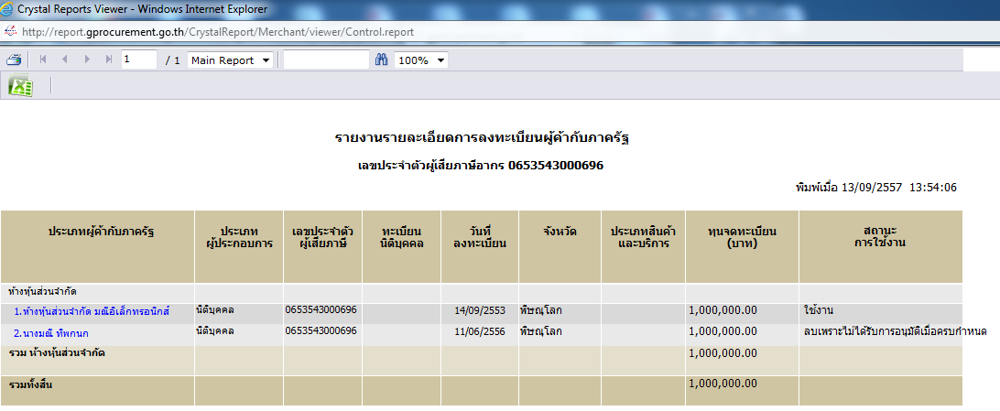 Crystal Reports Viewer - Windows Internet Explorer
http://report.gprocurement.go.th/CrystalReport/Merchant/viewer/Control.report
1 / 1 Main Report 100%
รายงานรายละเอียดการลงทะเบียนผู้ค้ากับภาครัฐ
เลขประจำตัวผู้เสียภาษีอากร 0653543000696
พิมพ์เมื่อ 13/09/2557 13:54:06
ประเภทผู้ค้ากับภาครัฐ ประเภท เลขประจำตัว ทะเบียน วันที่ จังหวัด ประเภทสินค้า ทุนจดทะเบียน สถานะ
ผู้ประกอบการ ผู้เสียภาษี นิติบุคคล ลงทะเบียน และบริการ (บาท) การใช้งาน
ห้างหุ้นส่วนจำกัด
1.ห้างหุ้นส่วนจำกัด มณีอิเล็กทรอนิกส์ นิติบุคคล 0653543000696 14/09/2553 พิษณุโลก 1,000,000.00 ใช้งาน
2.นางมณี ทิพกนก นิติบุคคล 0653543000696 11/06/2556 พิษณุโลก 1,000,000.00 ลบเพราะไม่ได้รับการอนุมัติเมื่อครบกำหนด
รวม ห้างหุ้นส่วนจำกัด 1,000,000.00
รวมทั้งสิ้น 1,000,000.00